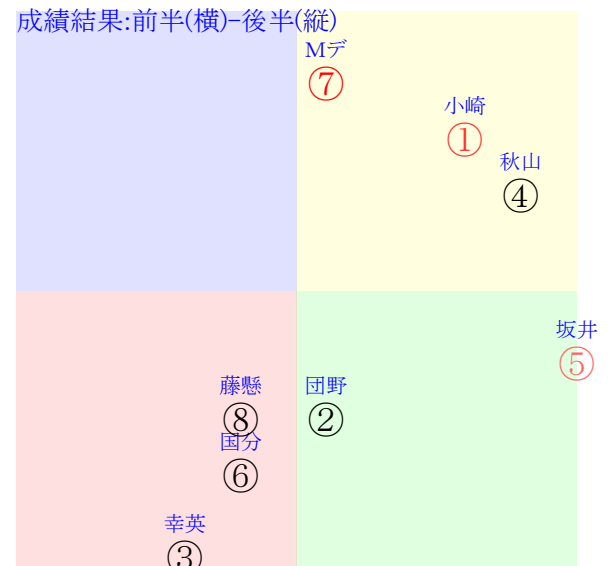 成績結果:前半(横)−後半(縦)
Mデ
⑦
小崎
①
秋山
④
坂井
⑤
藤懸
⑧
団野
②
国分
⑥
幸英
③